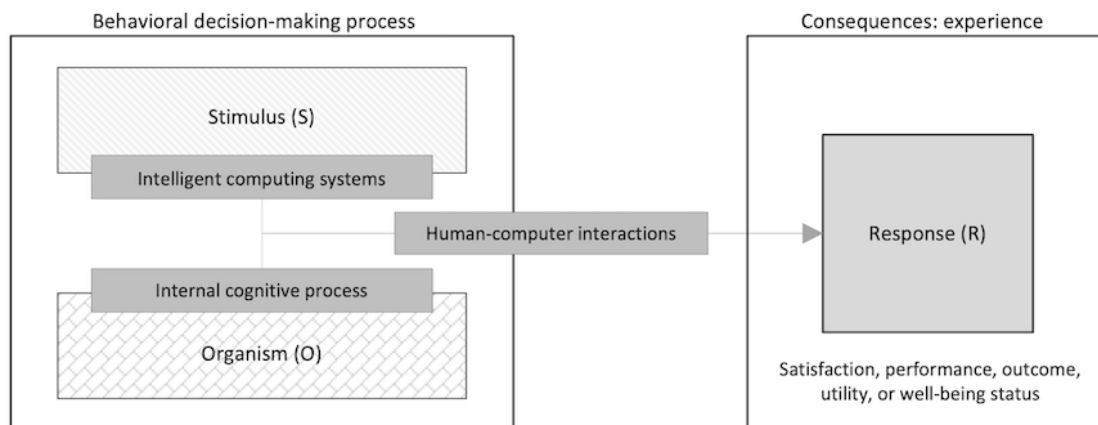 Behavioral decision-making process
Consequences: experience
Stimulus (S)
Intelligent computing systems
Human-computer interactions
Response (R)
Internal cognitive process
Organism (O)
Satisfaction, performance, outcome,
utility, or well-being status